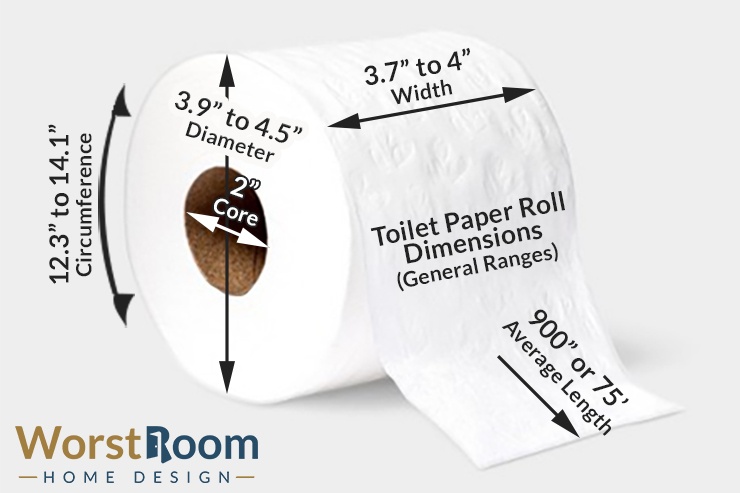 3.7” to 4”
Width
3.9” to 4.5”
Diameter
2”
Core
12.3” to 14.1”
Circumference
Toilet Paper Roll
Dimensions
(General Ranges)
900” or 75’
Average Length
WorstRoom
HOME DESIGN